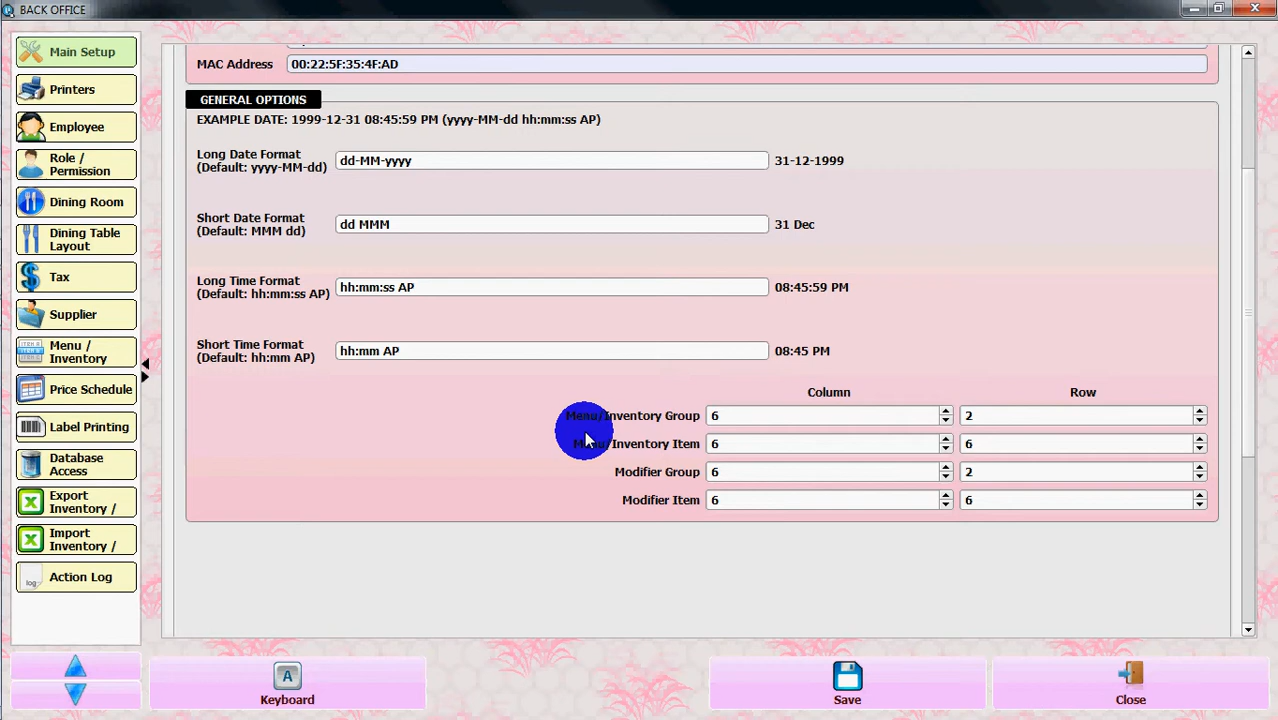 BACK OFFICE
Main Setup
Printers
Employee
Role /
Permission
Dining Room
Dining Table
Layout
Tax
Supplier
Menu /
Inventory
Price Schedule
Label Printing
Database
Access
Export
Inventory /
Import
Inventory /
Action Log
MAC Address 00:22:5F:35:4F:AD
GENERAL OPTIONS
EXAMPLE DATE: 1999-12-31 08:45:59 PM (yyyy-MM-dd hh:mm:ss AP)
Long Date Format
(Default: yyyy-MM-dd)
dd-MM-yyyy 31-12-1999
Short Date Format
(Default: MMM dd)
dd MMM 31 Dec
Long Time Format
(Default: hh:mm:ss AP)
hh:mm:ss AP 08:45:59 PM
Short Time Format
(Default: hh:mm AP)
hh:mm AP 08:45 PM
Column Row
Menu/Inventory Group 6 2
Menu/Inventory Item 6 6
Modifier Group 6 2
Modifier Item 6 6
A
Keyboard
Save
Close